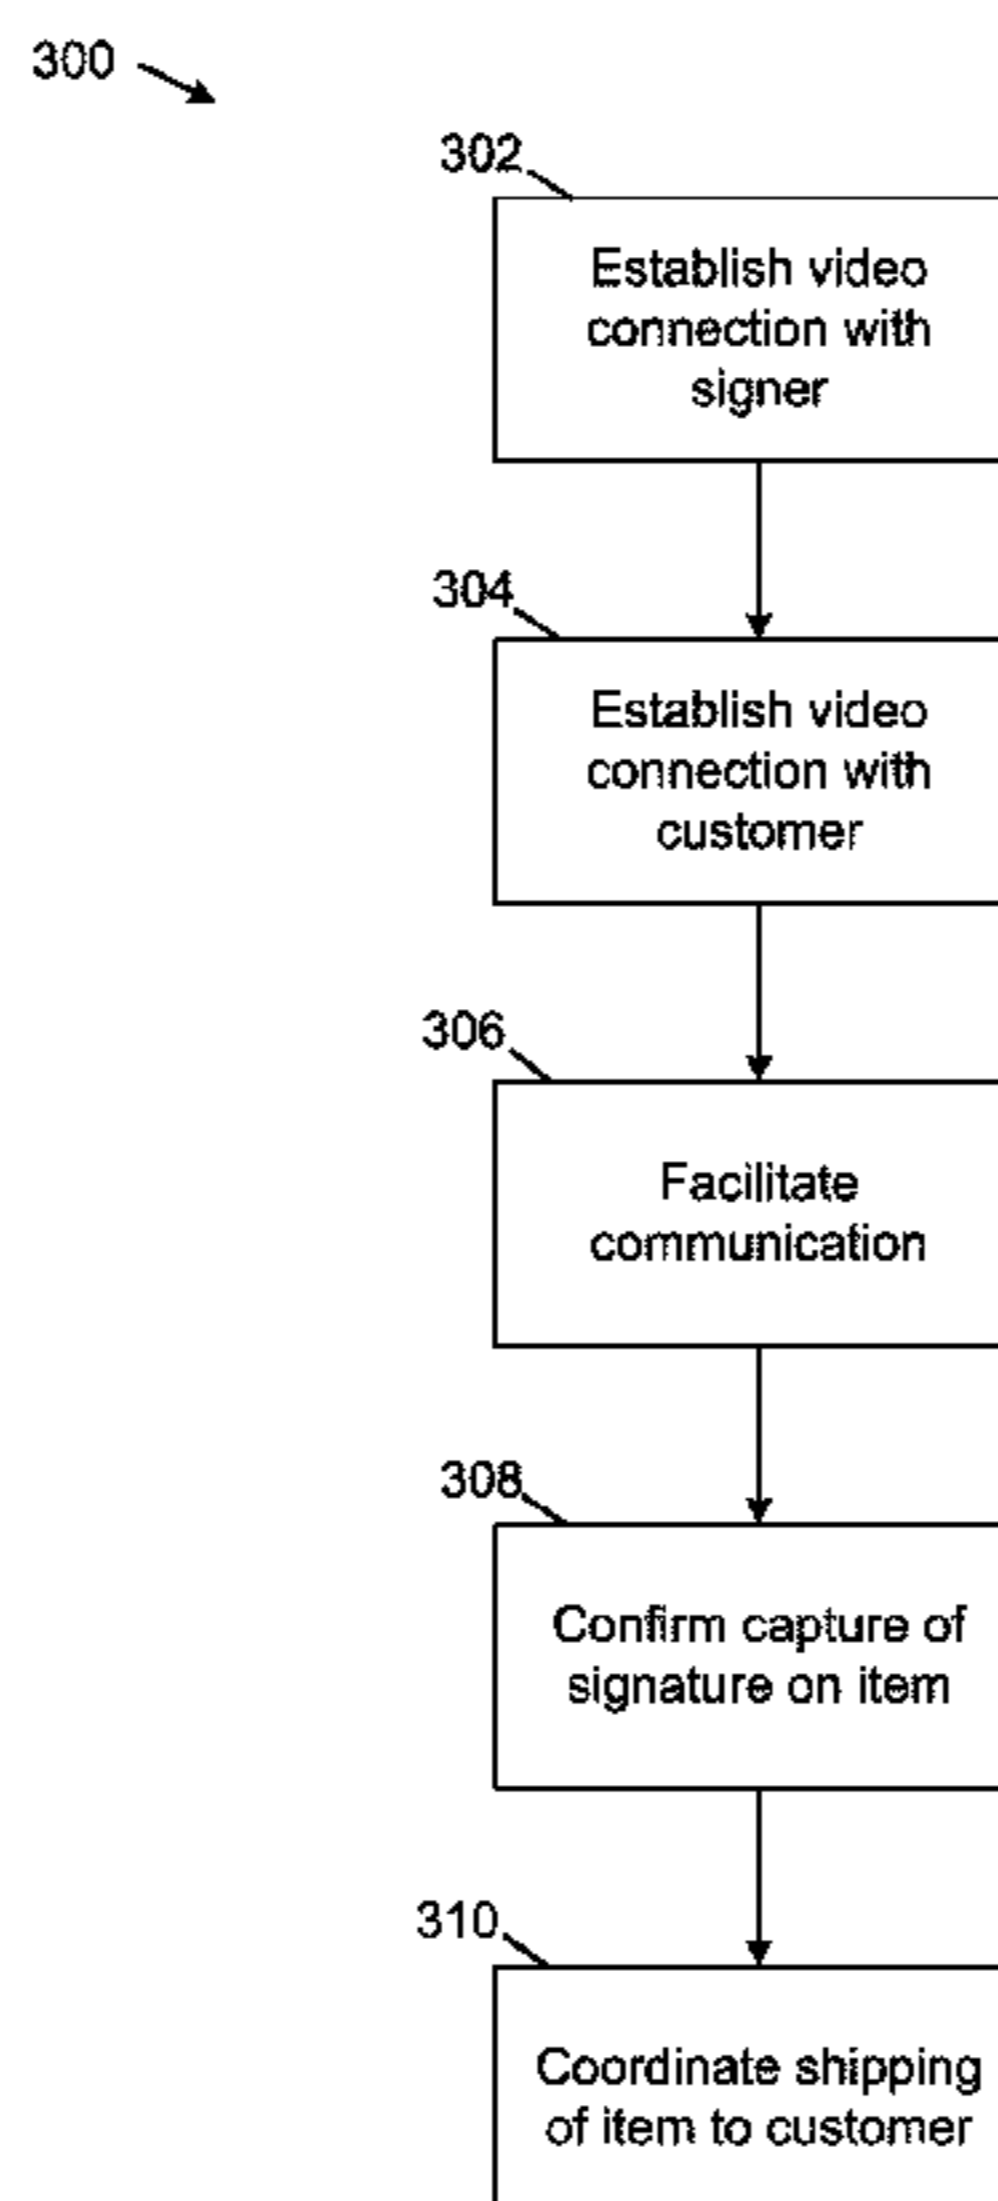 300
302
Establish video
connection with
signer
304
Establish video
connection with
customer
306
Facilitate
communication
308
Confirm capture of
signature on item
310
Coordinate shipping
of item to customer